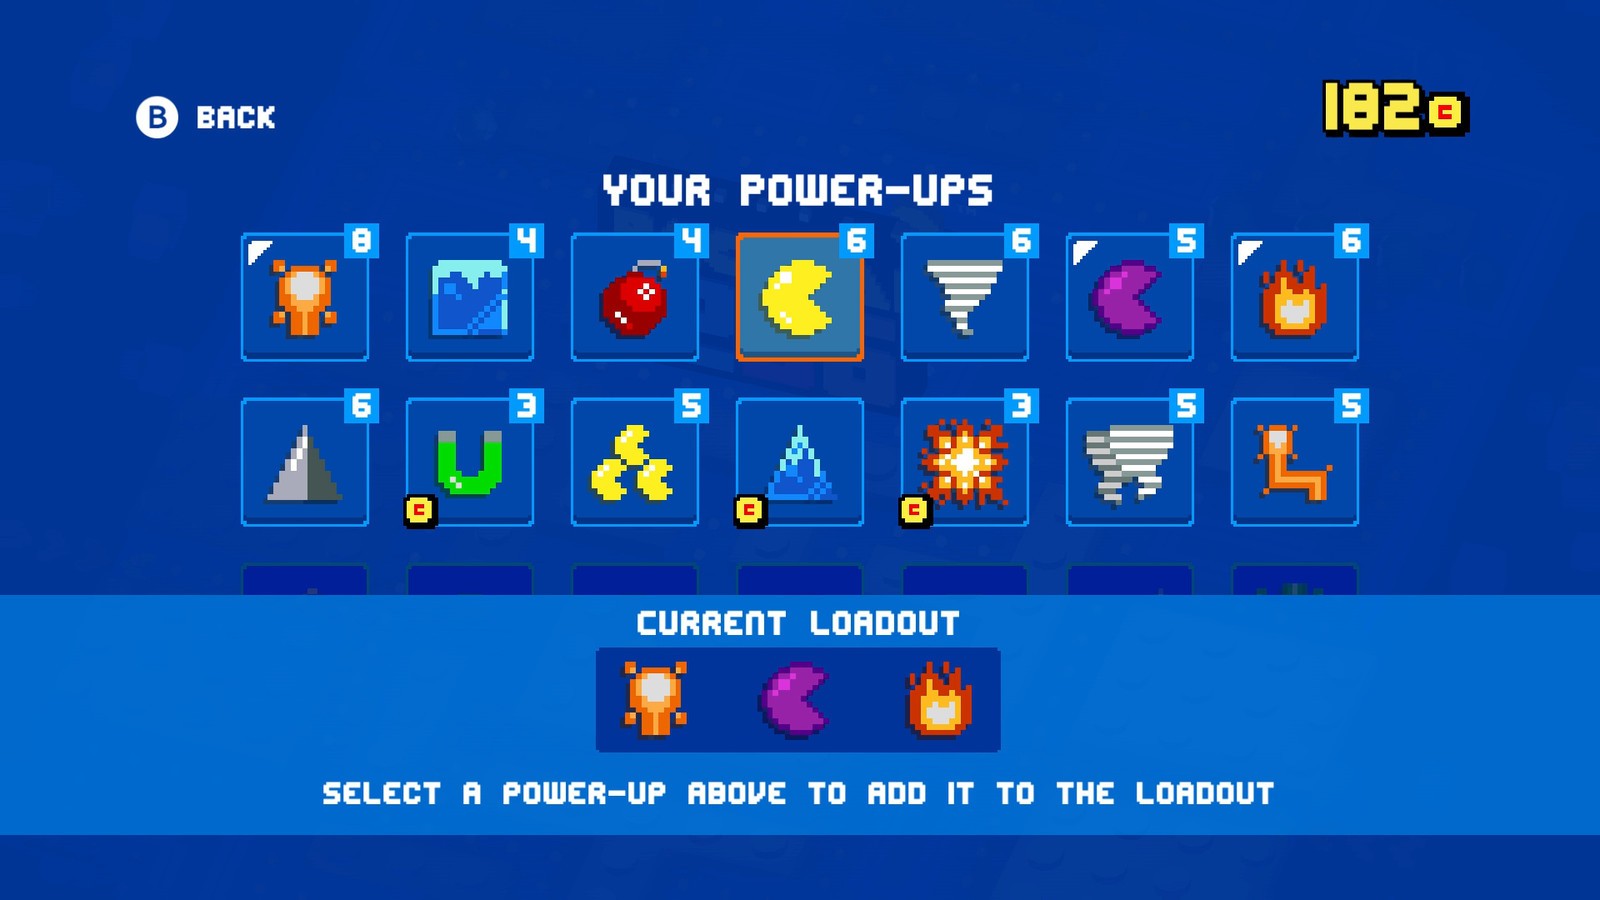 B BACK
182 C
YOUR POWER-UPS
8 4 4 6 6 5 6
6 3 5 3 5 5
C C C
CURRENT LOADOUT
SELECT A POWER-UP ABOVE TO ADD IT TO THE LOADOUT